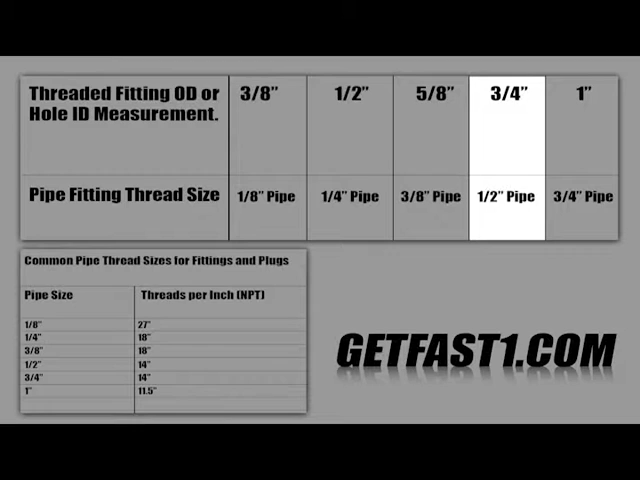 Threaded Fitting OD or 3/8” 1/2” 5/8” 3/4” 1”
Hole ID Measurement.
Pipe Fitting Thread Size 1/8” Pipe 1/4” Pipe 3/8” Pipe 1/2” Pipe 3/4” Pipe
Common Pipe Thread Sizes for Fittings and Plugs
Pipe Size Threads per Inch (NPT)
1/8” 27”
1/4” 18”
3/8” 18”
1/2” 14”
3/4” 14”
1” 11.5”
GETFAST1.COM